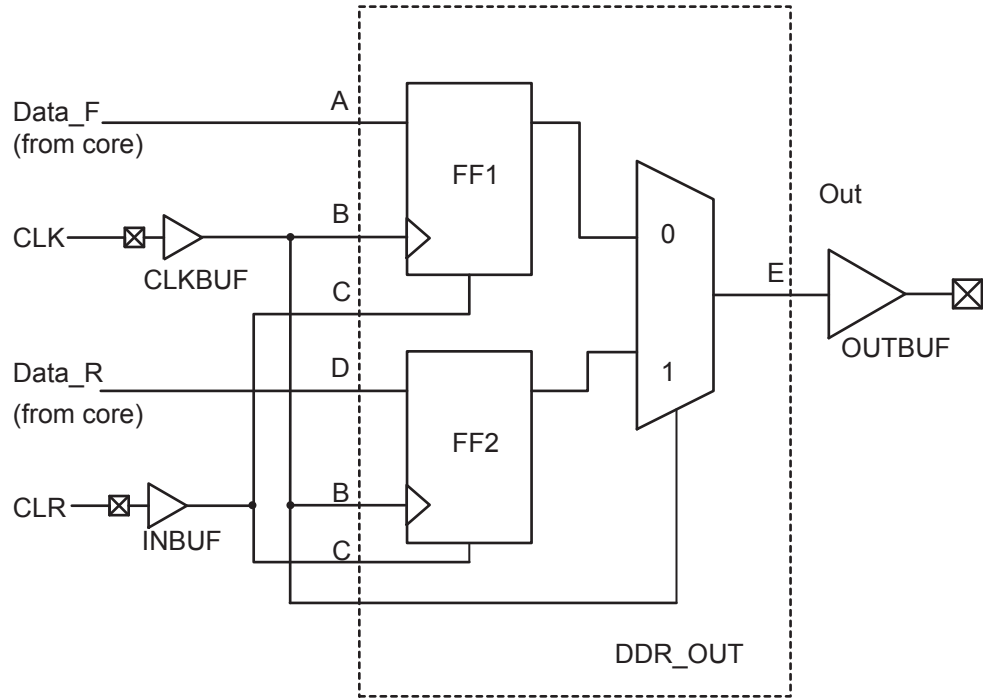 Data_F
(from core)
A
FF1
0
Out
CLK
CLKBUF
B
C
E
OUTBUF
Data_R
(from core)
D
1
FF2
CLR
INBUF
B
C
DDR_OUT